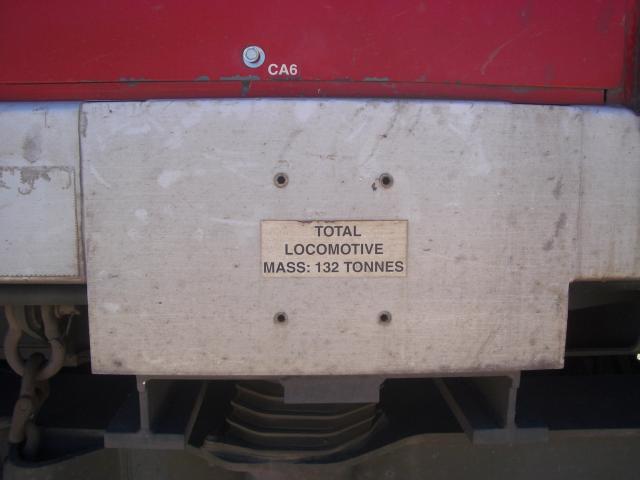 CA6
TOTAL
LOCOMOTIVE
MASS: 132 TONNES